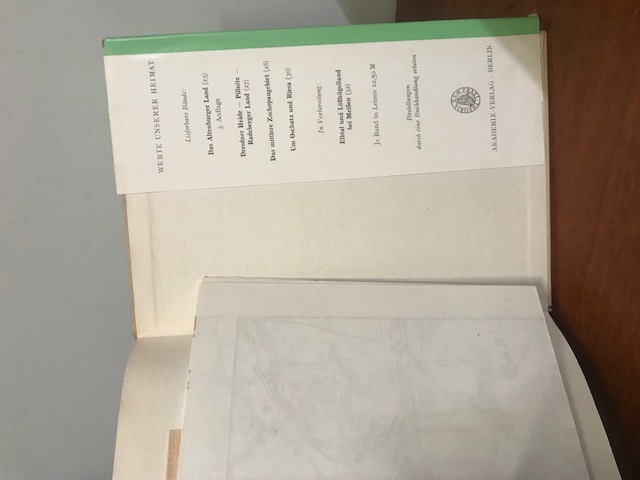 WERTE UNSERER HEIMAT
Lieferbare Bände:
Das Altenburger Land (23)
3. Auflage
Dresdner Heide — Pillnitz —
Radeberger Land (27)
Das mittlere Zschopaugebiet (28)
Um Oschatz und Riesa (30)
In Vorbereitung:
Elbtal und Lößhügelland
bei Meißen (32)
Je Band in Leinen 12.50 M
Bestellungen
durch eine Buchhandlung erbeten
AKADEMIE-VERLAG · BERLIN